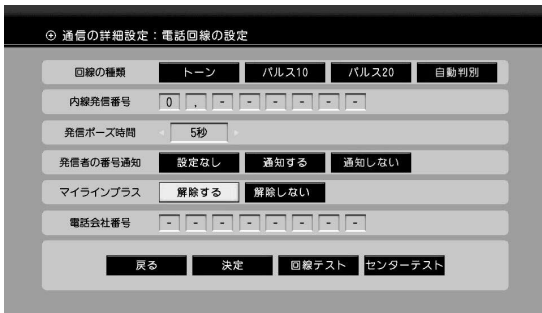 通信の詳細設定：電話回線の設定
回線の種類 トーン パルス10 パルス20 自動判別
内線発信番号 0 , - - - - - -
発信ポーズ時間 5秒
発信者の番号通知 設定なし 通知する 通知しない
マイラインプラス 解除する 解除しない
電話会社番号 - - - - - - - -
戻る 決定 回線テスト センターテスト